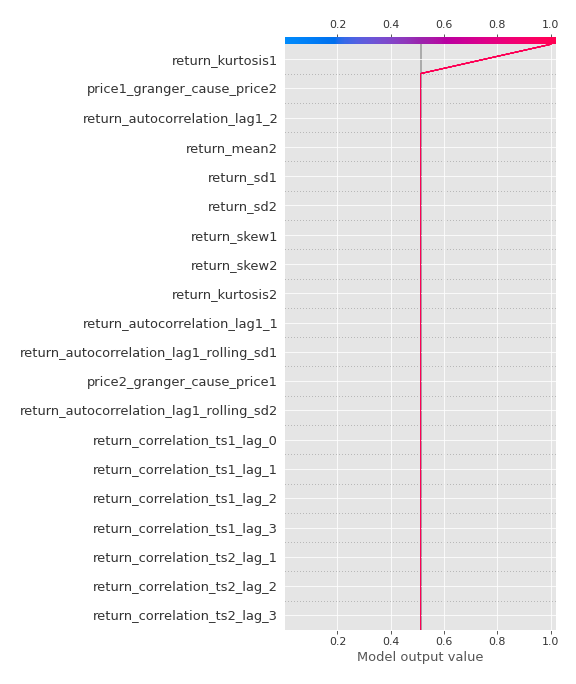 0.2 0.4 0.6 0.8 1.0
return_kurtosis1
price1_granger_cause_price2
return_autocorrelation_lag1_2
return_mean2
return_sd1
return_sd2
return_skew1
return_skew2
return_kurtosis2
return_autocorrelation_lag1_1
return_autocorrelation_lag1_rolling_sd1
price2_granger_cause_price1
return_autocorrelation_lag1_rolling_sd2
return_correlation_ts1_lag_0
return_correlation_ts1_lag_1
return_correlation_ts1_lag_2
return_correlation_ts1_lag_3
return_correlation_ts2_lag_1
return_correlation_ts2_lag_2
return_correlation_ts2_lag_3
0.2 0.4 0.6 0.8 1.0
Model output value